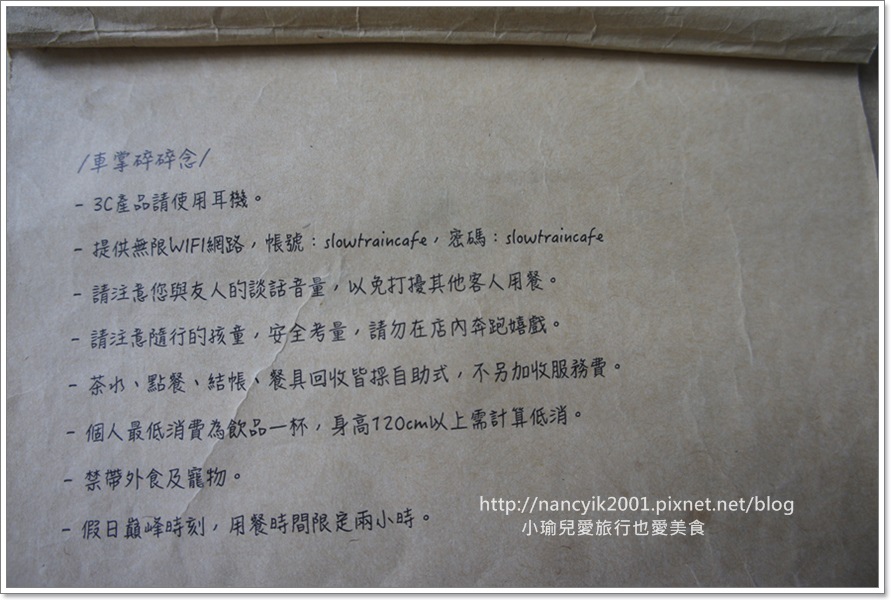 /車掌碎碎念/
- 3C產品請使用耳機。
- 提供無限WIFI網路，帳號：slowtraincafe，密碼：slowtraincafe
- 請注意您與友人的談話音量，以免打擾其他客人用餐。
- 請注意隨行的孩童，安全考量，請勿在店內奔跑嬉戲。
- 茶水、點餐、結帳、餐具回收皆採自助式，不另加收服務費。
- 個人最低消費為飲品一杯，身高120cm以上需計算低消。
- 禁帶外食及寵物。
- 假日巔峰時刻，用餐時間限定兩小時。
http://nancyik2001.pixnet.net/blog
小瑜兒愛旅行也愛美食